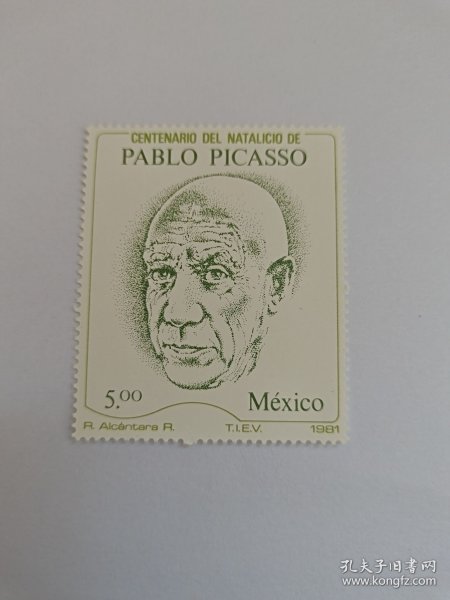 CENTENARIO DEL NATALICIO DE
PABLO PICASSO
5.00 México
R. Alcántara R. T.I.E.V. 1981
孔夫子旧书网
www.kongfz.com